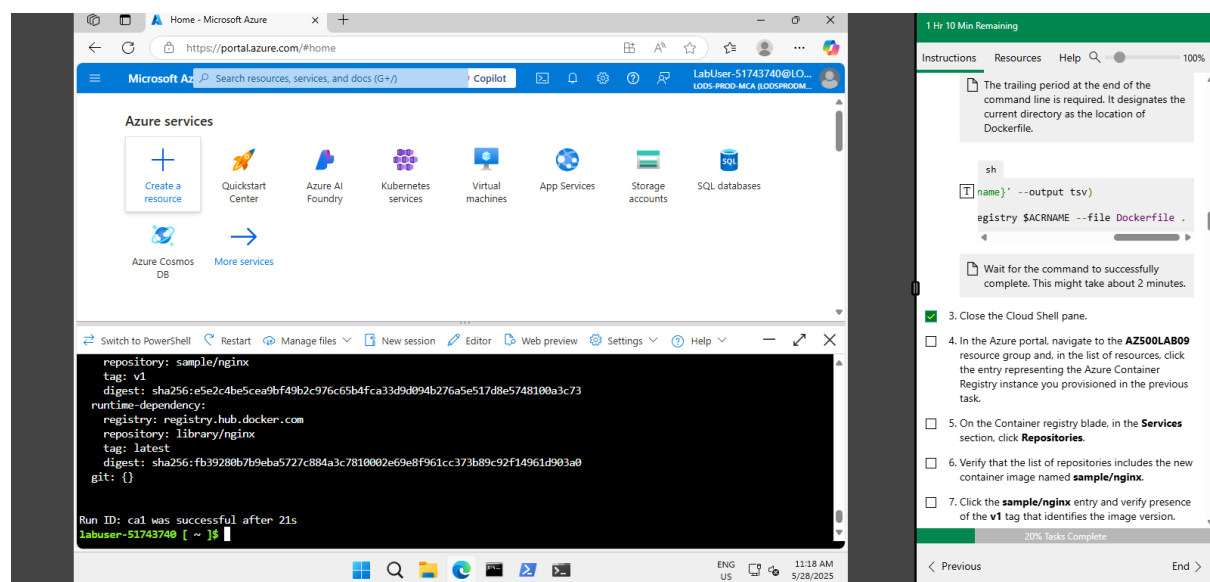 Home - Microsoft Azure
https://portal.azure.com/#home
Microsoft Az
Search resources, services, and docs (G+/)
Copilot
LabUser-51743740@LO...
LODS-PROD-MCA (LODSPRODM...
Azure services
Create a resource
Quickstart Center
Azure AI Foundry
Kubernetes services
Virtual machines
App Services
Storage accounts
SQL databases
Azure Cosmos DB
More services
Switch to PowerShell Restart Manage files New session Editor Web preview Settings Help
repository: sample/nginx
tag: v1
digest: sha256:e5e2c4be5cea9bf49b2c976c65b4fca33d9d094b276a5e517d8e5748100a3c73
runtime-dependency:
registry: registry.hub.docker.com
repository: library/nginx
tag: latest
digest: sha256:fb39280b7b9eba5727c884a3c7810002e69e8f961cc373b89c92f14961d903a0
git: {}
Run ID: ca1 was successful after 21s
labuser-51743740 [ ~ ]$
ENG
US
11:18 AM
5/28/2025
1 Hr 10 Min Remaining
Instructions Resources Help 100%
The trailing period at the end of the
command line is required. It designates the
current directory as the location of
Dockerfile.
sh
T name}' --output tsv)
egistry $ACRNAME --file Dockerfile .
Wait for the command to successfully
complete. This might take about 2 minutes.
3. Close the Cloud Shell pane.
4. In the Azure portal, navigate to the AZ500LAB09
resource group and, in the list of resources, click
the entry representing the Azure Container
Registry instance you provisioned in the previous
task.
5. On the Container registry blade, in the Services
section, click Repositories.
6. Verify that the list of repositories includes the new
container image named sample/nginx.
7. Click the sample/nginx entry and verify presence
of the v1 tag that identifies the image version.
20% Tasks Complete
Previous
End